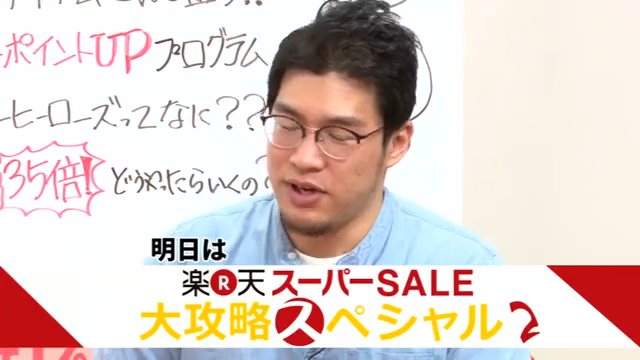 ポイントUPプログラム
ーヒーローズってなに??
35倍! どうやったらいくの?
明日は
楽R天スーパーSALE
大攻略スペシャル